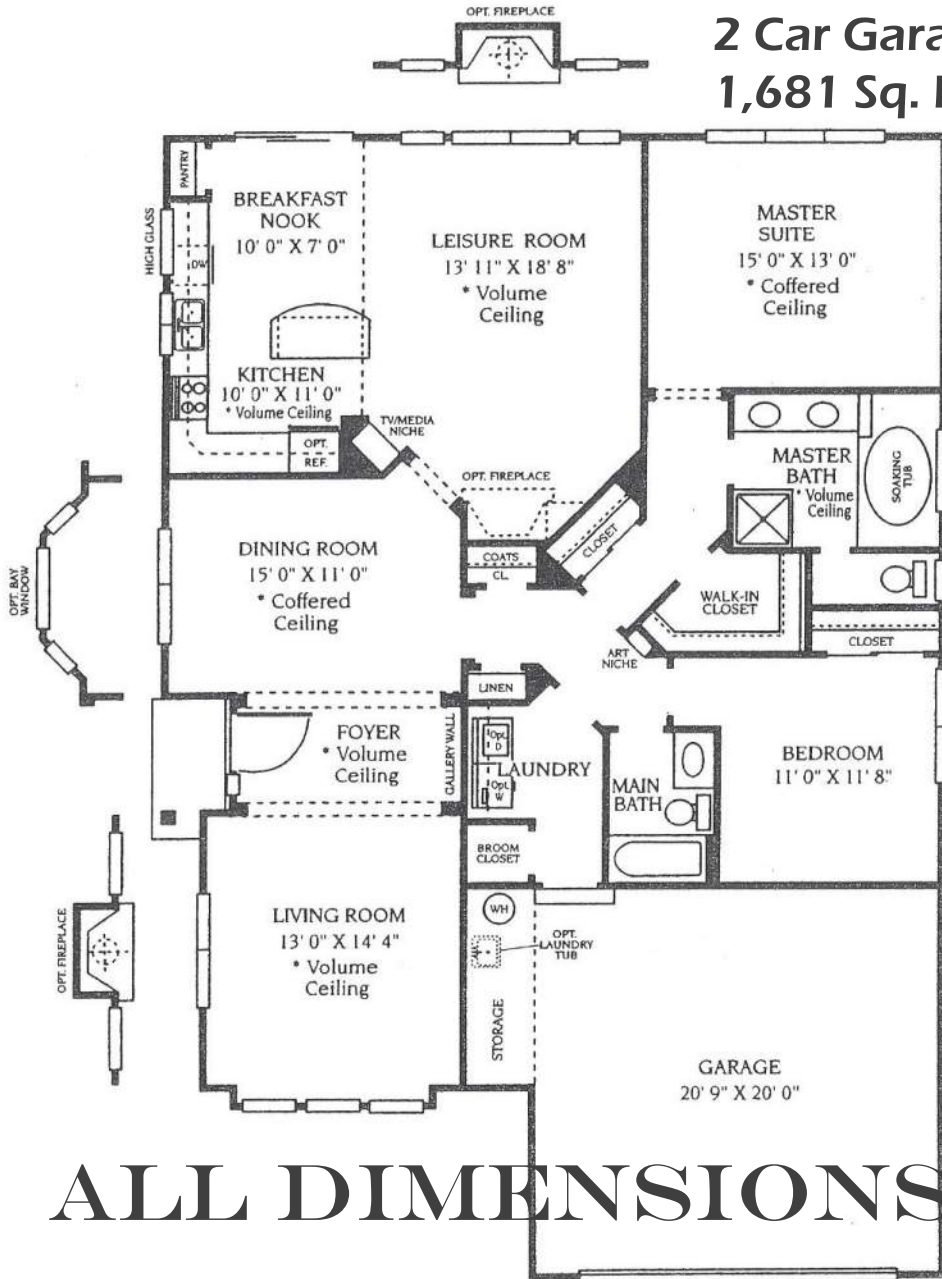 OPT. FIREPLACE
2 Car Gara
1,681 Sq.
PANTRY
BREAKFAST
NOOK
10' 0" X 7' 0"
HIGH GLASS
DW
LEISURE ROOM
13' 11" X 18' 8"
* Volume
Ceiling
MASTER
SUITE
15' 0" X 13' 0"
* Coffered
Ceiling
KITCHEN
10' 0" X 11' 0"
* Volume Ceiling
OPT.
REF.
TV/MEDIA
NICHE
OPT. FIREPLACE
MASTER
BATH
* Volume
Ceiling
SOAKING
TUB
CLOSET
COATS
CL.
DINING ROOM
15' 0" X 11' 0"
* Coffered
Ceiling
OPT. BAY
WINDOW
WALK-IN
CLOSET
CLOSET
ART
NICHE
LINEN
FOYER
* Volume
Ceiling
GALLERY WALL
Opt.
D
LAUNDRY
Opt.
W
MAIN
BATH
BEDROOM
11' 0" X 11' 8"
BROOM
CLOSET
OPT. FIREPLACE
LIVING ROOM
13' 0" X 14' 4"
* Volume
Ceiling
WH
OPT.
LAUNDRY
TUB
STORAGE
GARAGE
20' 9" X 20' 0"
ALL DIMENSIONS